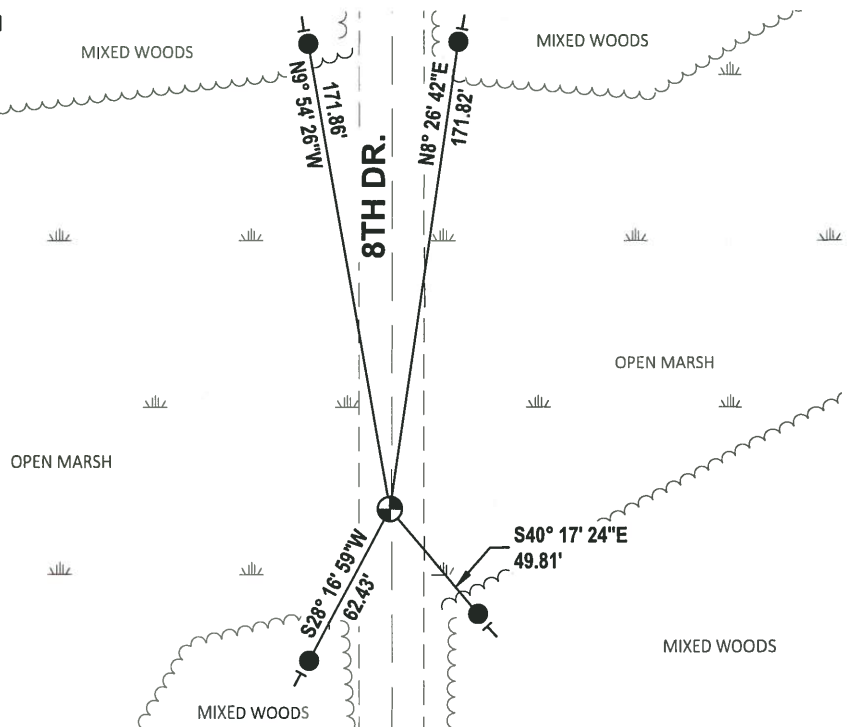 MIXED WOODS
MIXED WOODS
N9° 54' 26"W
171.86'
8TH DR.
N8° 26' 42"E
171.82'
OPEN MARSH
OPEN MARSH
S28° 16' 59"W
62.43'
S40° 17' 24"E
49.81'
MIXED WOODS
MIXED WOODS